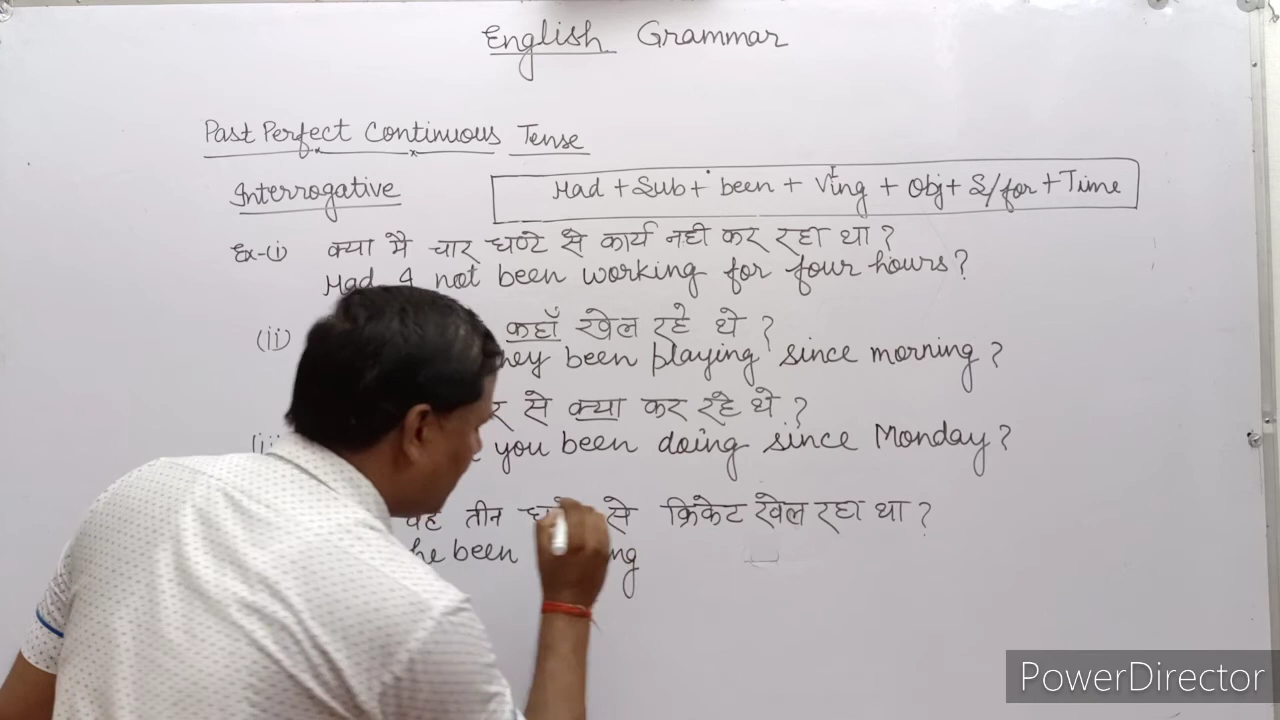 English Grammar
Past Perfect Continuous Tense
Interrogative
Had + Sub + been + Ving + Obj + S/for + Time
Ex-(i) क्या मै चार घण्टे से कार्य नही कर रहा था ?
Had I not been working for four hours?
(ii) कहाँ खेल रहे थे ?
been playing since morning ?
से क्या कर रहे थे ?
you been doing since Monday ?
वह तीन से क्रिकेट खेल रहा था ?
he been
PowerDirector